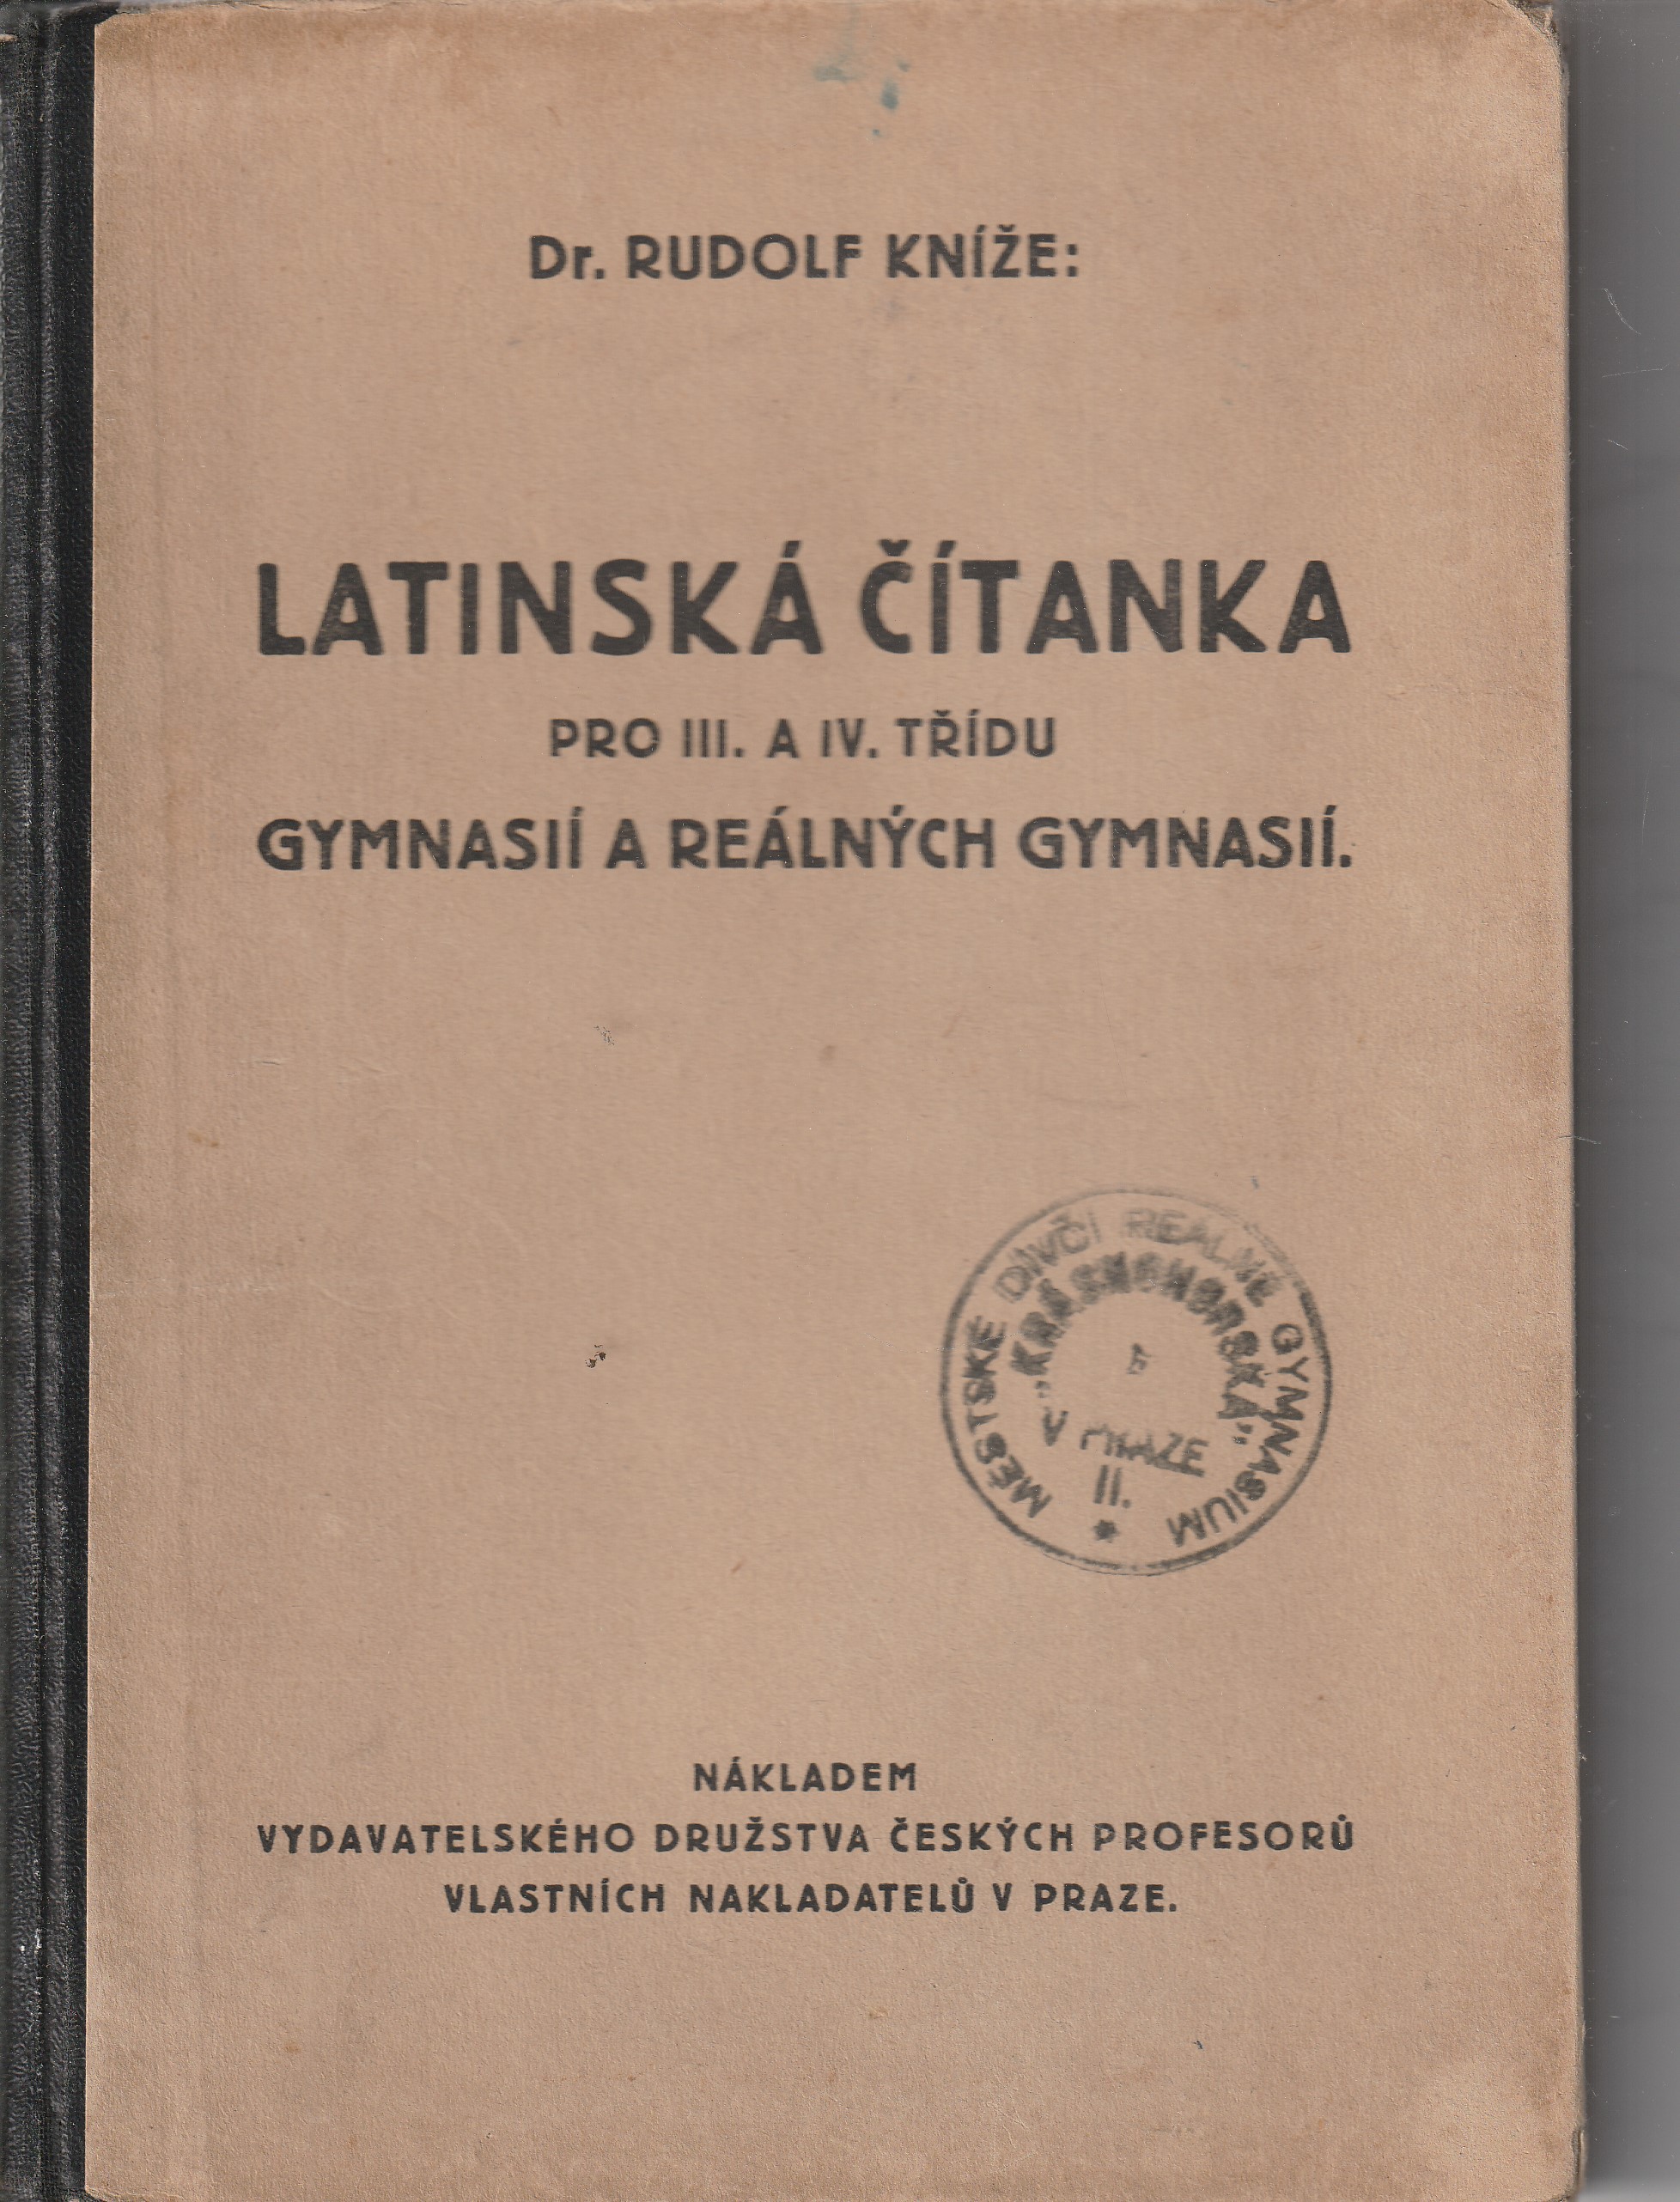 Dr. RUDOLF KNÍŽE:
LATINSKÁ ČÍTANKA
PRO III. A IV. TŘÍDU
GYMNASIÍ A REÁLNÝCH GYMNASIÍ.
MĚSTSKÉ DÍVČÍ REÁLNÉ GYMNASIUM
„KRÁSNOHORSKÁ“
V PRAZE
II.
NÁKLADEM
VYDAVATELSKÉHO DRUŽSTVA ČESKÝCH PROFESORŮ
VLASTNÍCH NAKLADATELŮ V PRAZE.